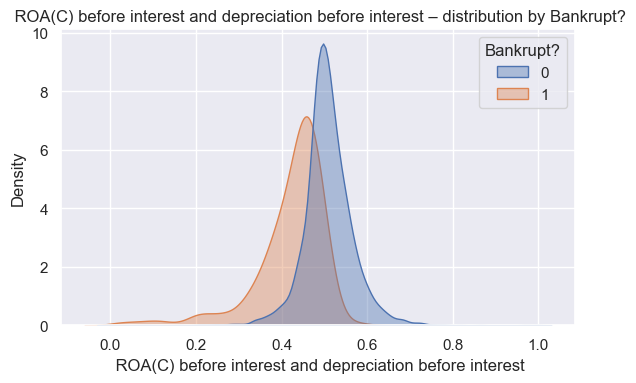 ROA(C) before interest and depreciation before interest – distribution by Bankrupt?
10
8
6
4
2
0
Density
Bankrupt?
0
1
0.0 0.2 0.4 0.6 0.8 1.0
ROA(C) before interest and depreciation before interest